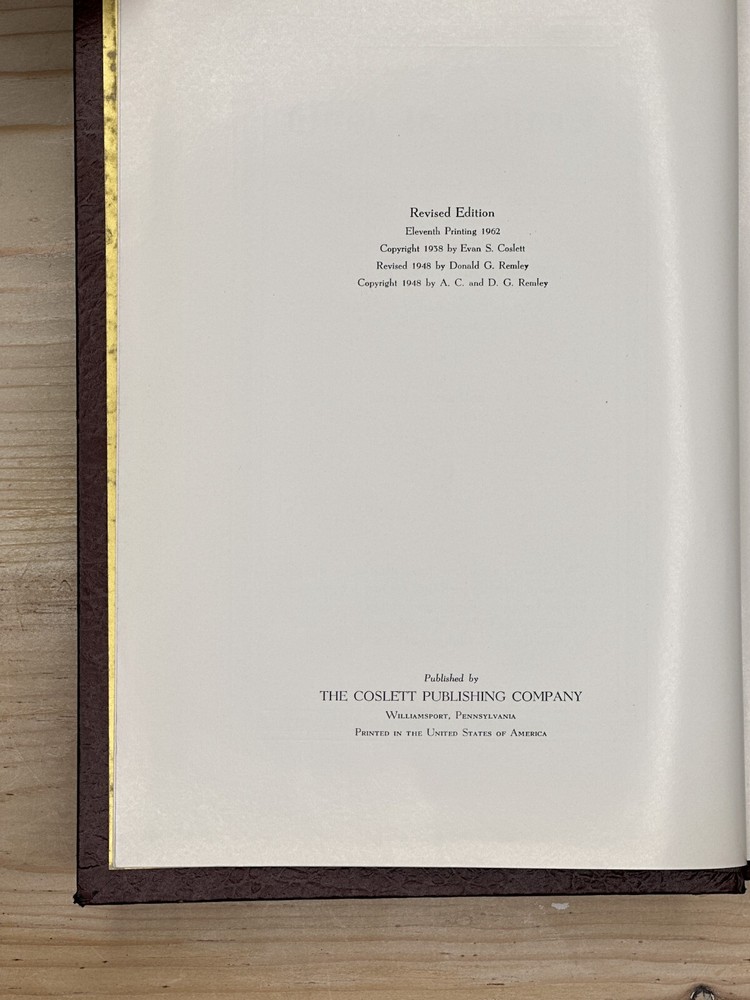 Revised Edition
Eleventh Printing 1962
Copyright 1938 by Evan S. Coslett
Revised 1948 by Donald G. Remley
Copyright 1948 by A. C. and D. G. Remley
Published by
THE COSLETT PUBLISHING COMPANY
Williamsport, Pennsylvania
Printed in the United States of America